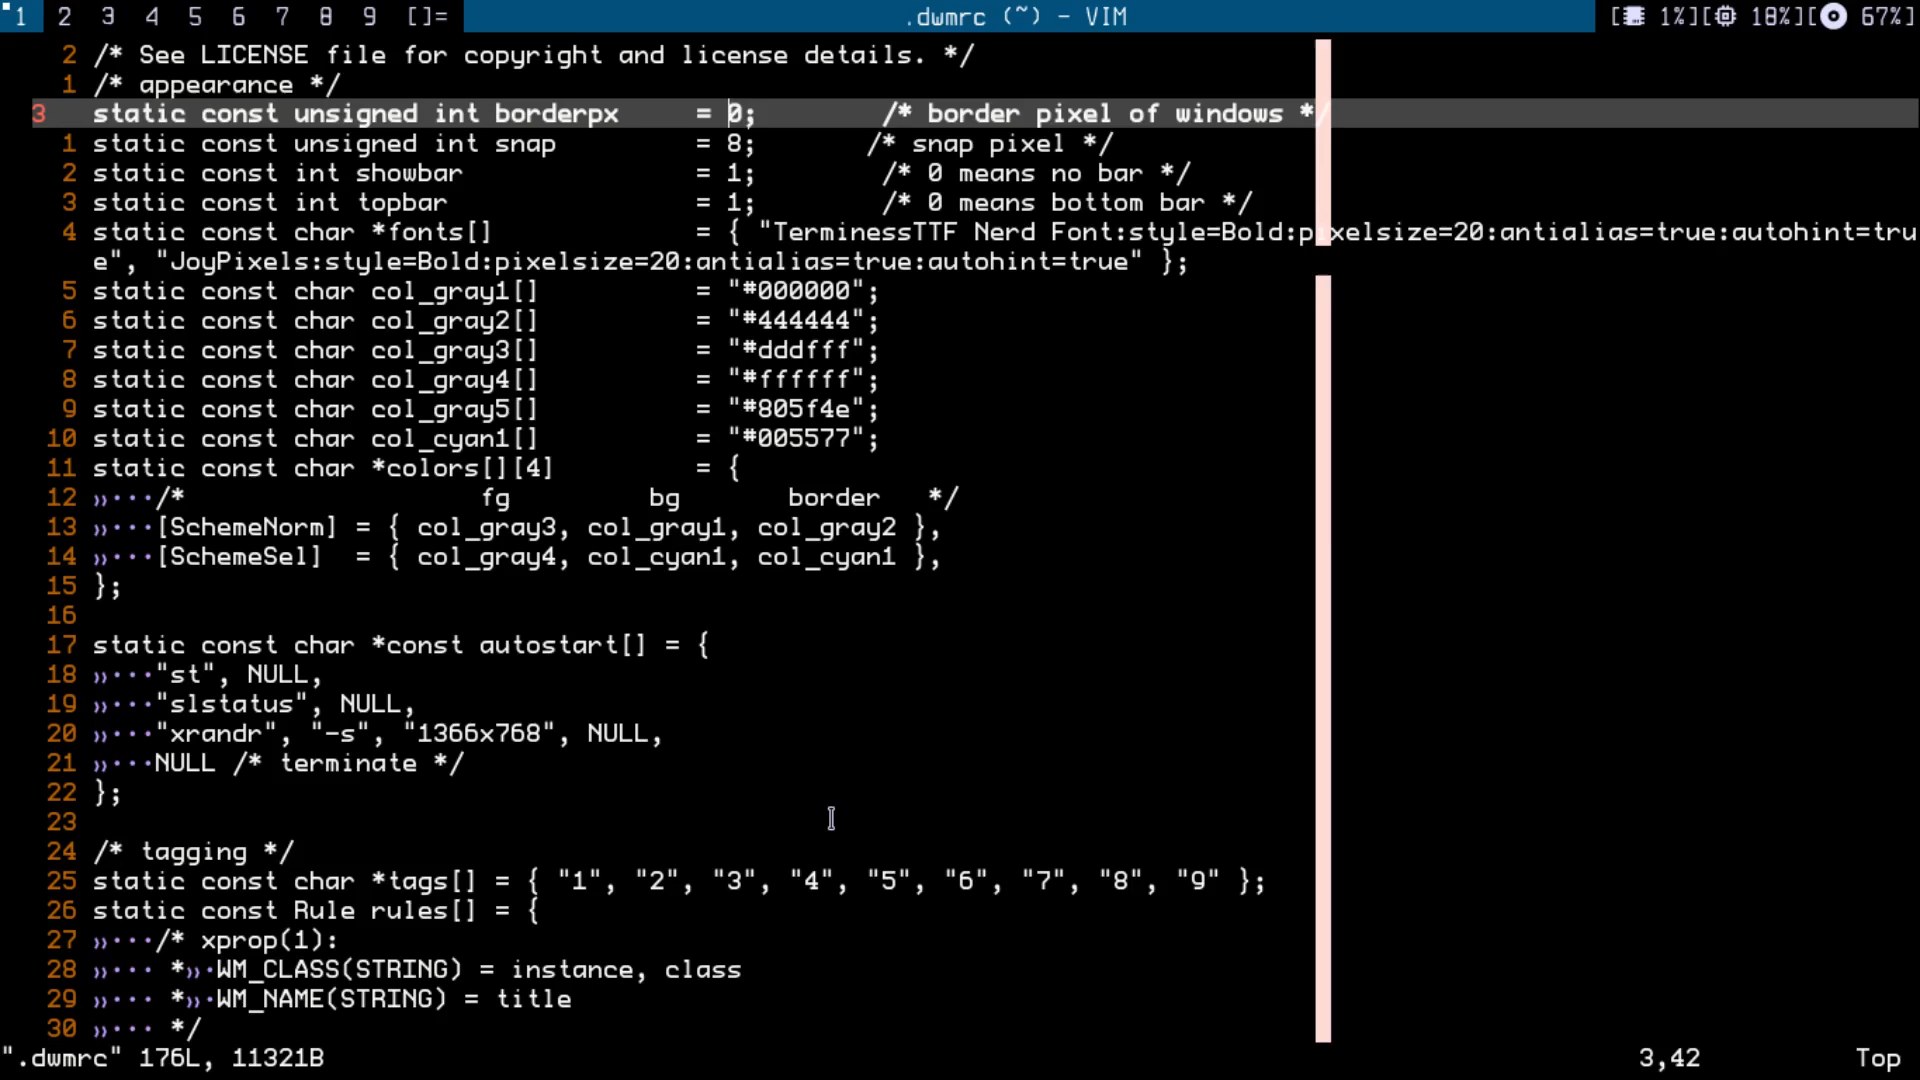 1 2 3 4 5 6 7 8 9 []= .dwmrc (~) - VIM [ 1%][ 18%][ 67%]
2 /* See LICENSE file for copyright and license details. */
1 /* appearance */
3 static const unsigned int borderpx = 0; /* border pixel of windows */
1 static const unsigned int snap = 8; /* snap pixel */
2 static const int showbar = 1; /* 0 means no bar */
3 static const int topbar = 1; /* 0 means bottom bar */
4 static const char *fonts[] = { "TerminessTTF Nerd Font:style=Bold:pixelsize=20:antialias=true:autohint=tru
e", "JoyPixels:style=Bold:pixelsize=20:antialias=true:autohint=true" };
5 static const char col_gray1[] = "#000000";
6 static const char col_gray2[] = "#444444";
7 static const char col_gray3[] = "#dddfff";
8 static const char col_gray4[] = "#ffffff";
9 static const char col_gray5[] = "#805f4e";
10 static const char col_cyan1[] = "#005577";
11 static const char *colors[][4] = {
12 »···/* fg bg border */
13 »···[SchemeNorm] = { col_gray3, col_gray1, col_gray2 },
14 »···[SchemeSel] = { col_gray4, col_cyan1, col_cyan1 },
15 };
16
17 static const char *const autostart[] = {
18 »···"st", NULL,
19 »···"slstatus", NULL,
20 »···"xrandr", "-s", "1366x768", NULL,
21 »···NULL /* terminate */
22 };
23
24 /* tagging */
25 static const char *tags[] = { "1", "2", "3", "4", "5", "6", "7", "8", "9" };
26 static const Rule rules[] = {
27 »···/* xprop(1):
28 »··· *»·WM_CLASS(STRING) = instance, class
29 »··· *»·WM_NAME(STRING) = title
30 »··· */
".dwmrc" 176L, 11321B 3,42 Top